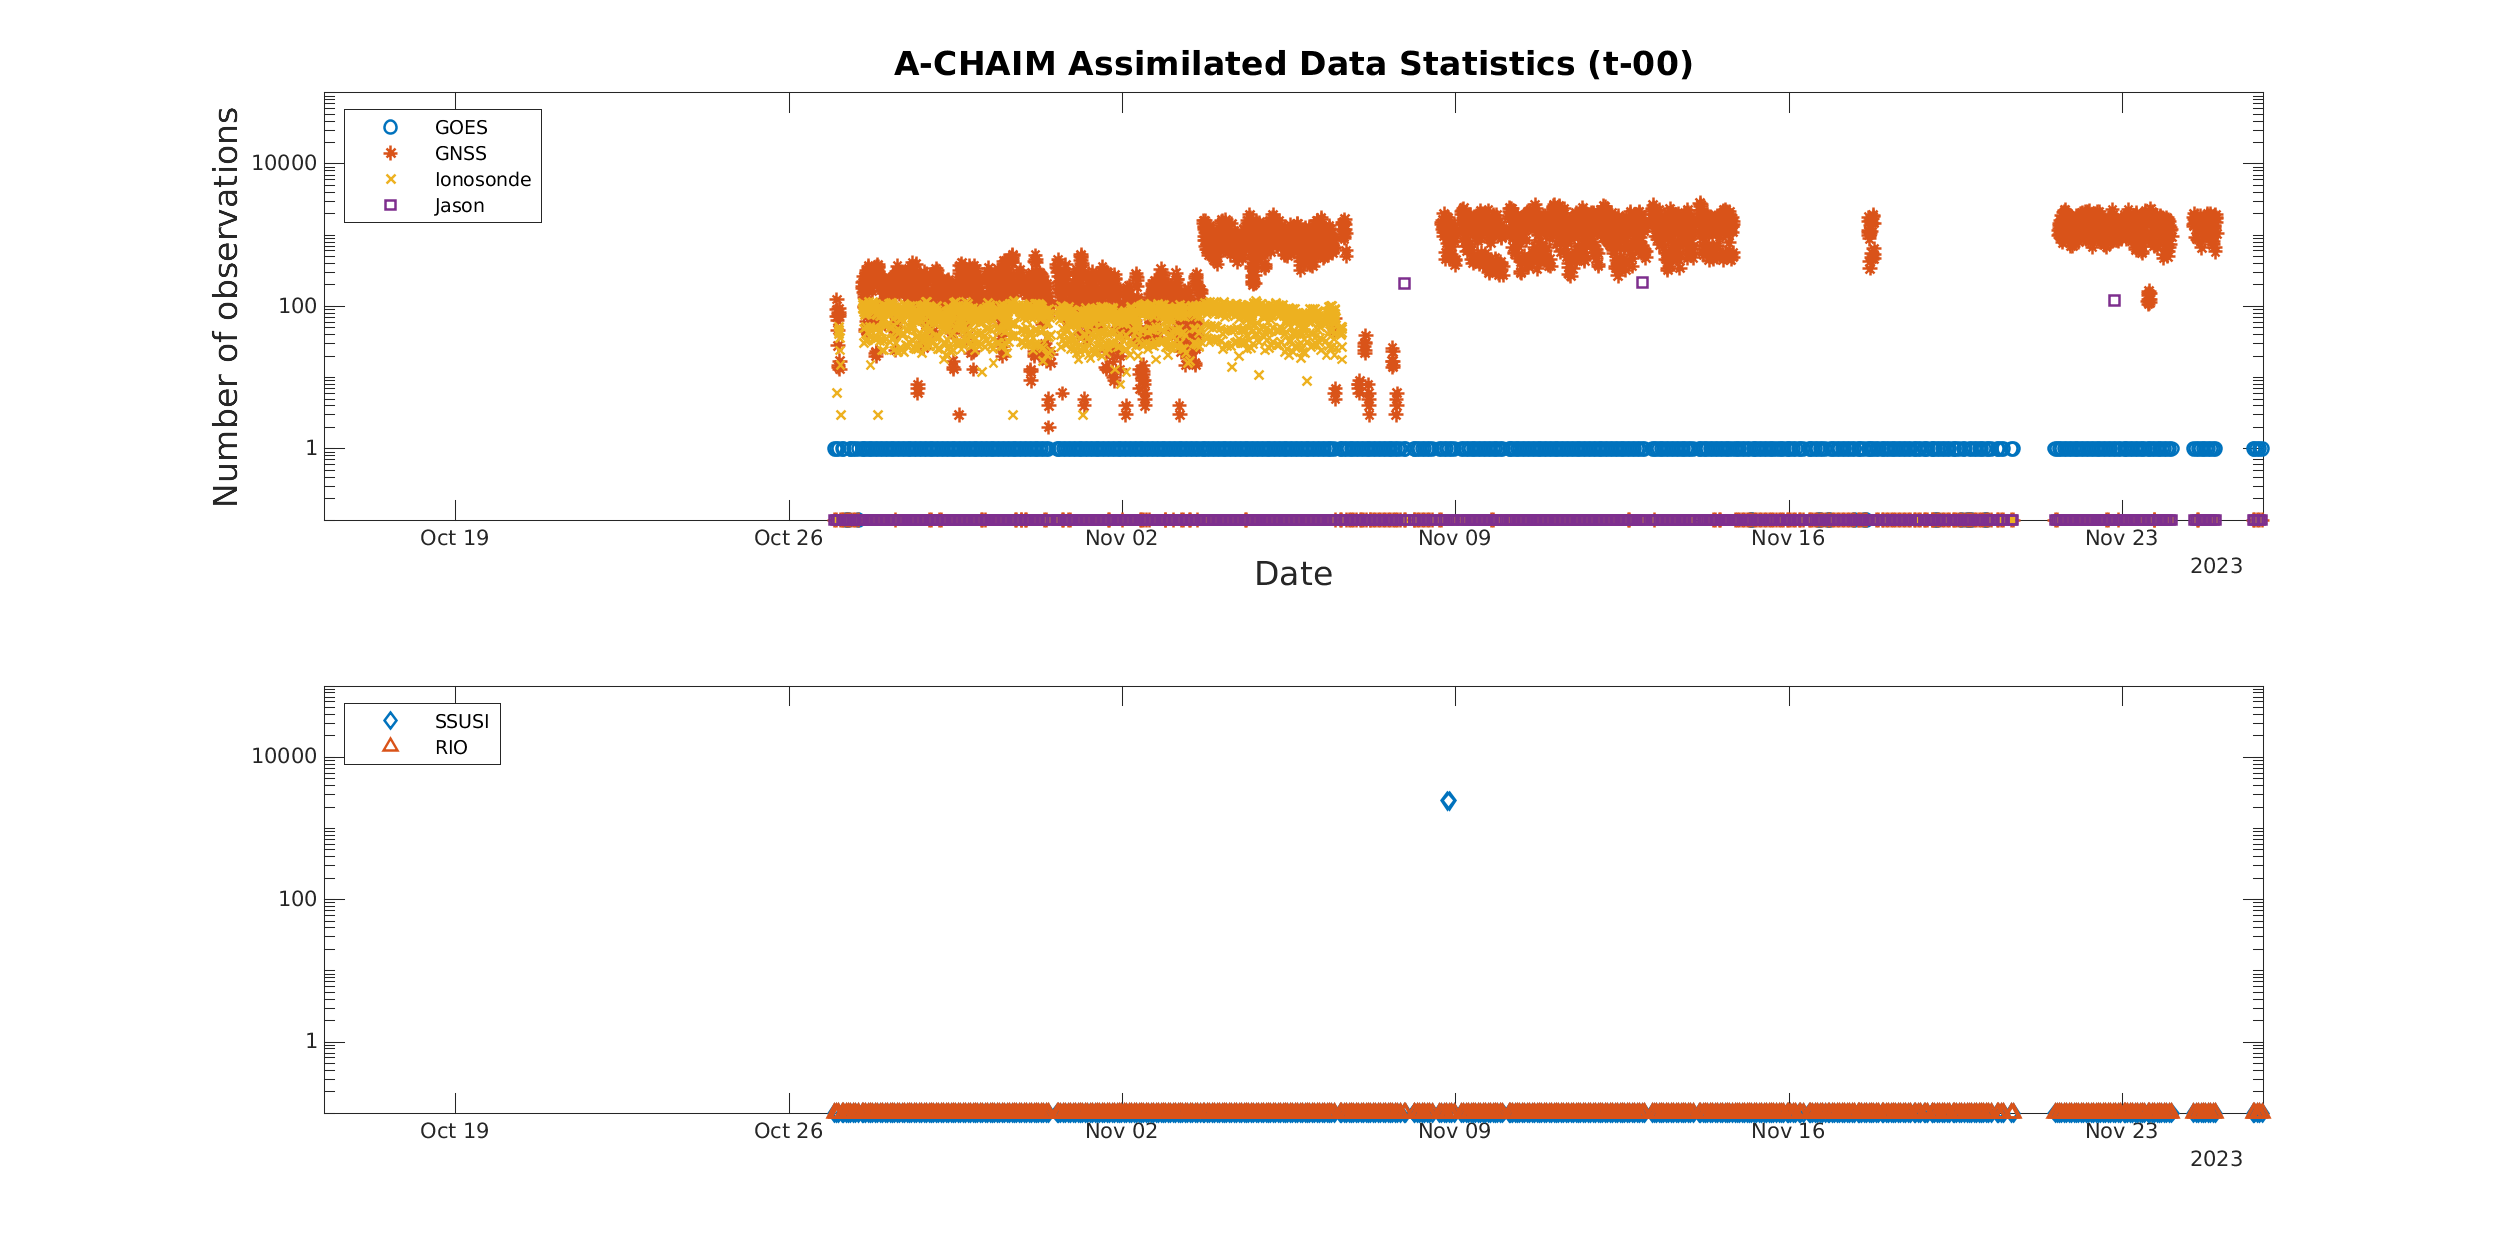 A-CHAIM Assimilated Data Statistics (t-00)
Number of observations
10000
100
1
GOES
GNSS
Ionosonde
Jason
Oct 19
Oct 26
Nov 02
Nov 09
Nov 16
Nov 23
2023
Date
10000
100
1
SSUSI
RIO
Oct 19
Oct 26
Nov 02
Nov 09
Nov 16
Nov 23
2023